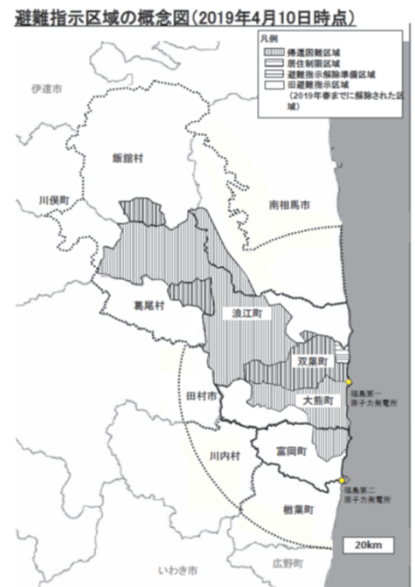 避難指示区域の概念図(2019年4月10日時点)
凡例
帰還困難区域
居住制限区域
避難指示解除準備区域
旧避難指示区域
(2019年春までに解除された区
域)
伊達市
飯舘村
川俣町
南相馬市
葛尾村
浪江町
双葉町
福島第一
原子力発電所
大熊町
田村市
富岡町
川内村
福島第二
原子力発電所
楢葉町
20km
広野町
いわき市